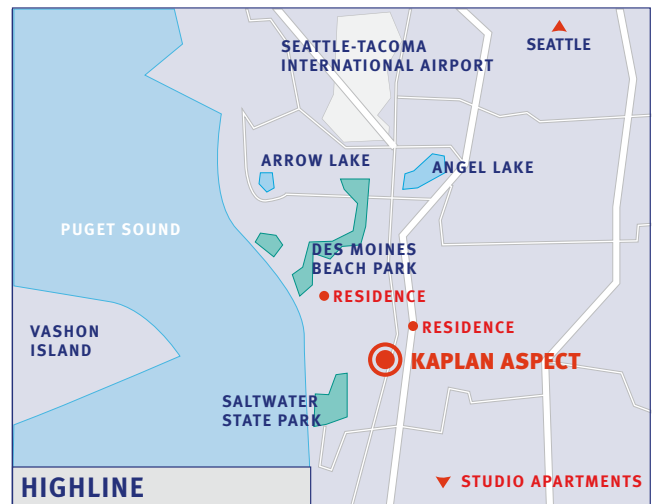 SEATTLE-TACOMA
INTERNATIONAL AIRPORT
SEATTLE
ARROW LAKE
ANGEL LAKE
PUGET SOUND
DES MOINES
BEACH PARK
RESIDENCE
RESIDENCE
VASHON
ISLAND
KAPLAN ASPECT
SALTWATER
STATE PARK
HIGHLINE
STUDIO APARTMENTS